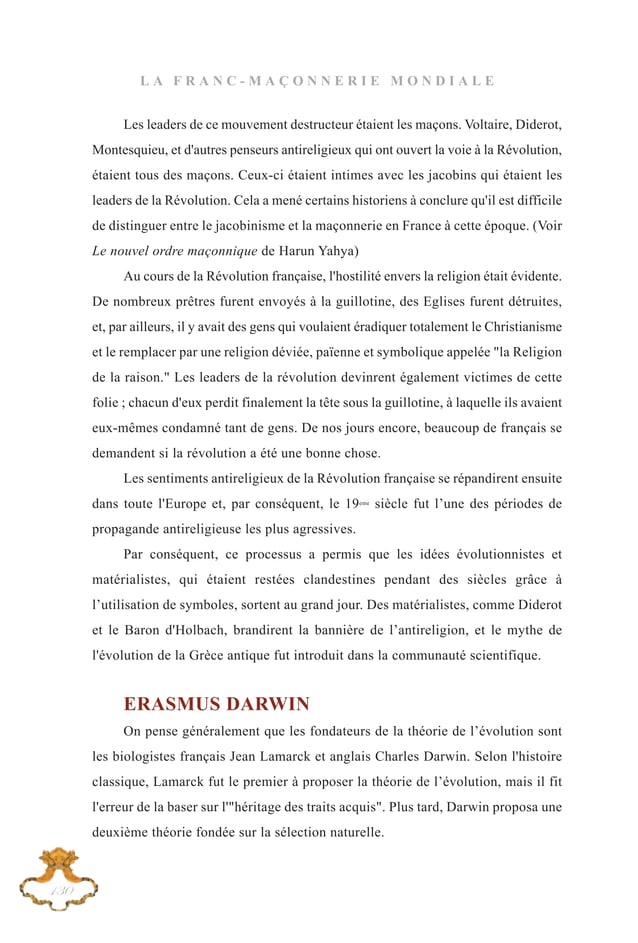 LA FRANC-MAÇONNERIE MONDIALE
Les leaders de ce mouvement destructeur étaient les maçons. Voltaire, Diderot,
Montesquieu, et d'autres penseurs antireligieux qui ont ouvert la voie à la Révolution,
étaient tous des maçons. Ceux-ci étaient intimes avec les jacobins qui étaient les
leaders de la Révolution. Cela a mené certains historiens à conclure qu'il est difficile
de distinguer entre le jacobinisme et la maçonnerie en France à cette époque. (Voir
Le nouvel ordre maçonnique de Harun Yahya)
Au cours de la Révolution française, l'hostilité envers la religion était évidente.
De nombreux prêtres furent envoyés à la guillotine, des Eglises furent détruites,
et, par ailleurs, il y avait des gens qui voulaient éradiquer totalement le Christianisme
et le remplacer par une religion déviée, païenne et symbolique appelée "la Religion
de la raison." Les leaders de la révolution devinrent également victimes de cette
folie ; chacun d'eux perdit finalement la tête sous la guillotine, à laquelle ils avaient
eux-mêmes condamné tant de gens. De nos jours encore, beaucoup de français se
demandent si la révolution a été une bonne chose.
Les sentiments antireligieux de la Révolution française se répandirent ensuite
dans toute l'Europe et, par conséquent, le 19ème siècle fut l’une des périodes de
propagande antireligieuse les plus agressives.
Par conséquent, ce processus a permis que les idées évolutionnistes et
matérialistes, qui étaient restées clandestines pendant des siècles grâce à
l’utilisation de symboles, sortent au grand jour. Des matérialistes, comme Diderot
et le Baron d'Holbach, brandirent la bannière de l’antireligion, et le mythe de
l'évolution de la Grèce antique fut introduit dans la communauté scientifique.
ERASMUS DARWIN
On pense généralement que les fondateurs de la théorie de l’évolution sont
les biologistes français Jean Lamarck et anglais Charles Darwin. Selon l'histoire
classique, Lamarck fut le premier à proposer la théorie de l’évolution, mais il fit
l'erreur de la baser sur l'"héritage des traits acquis". Plus tard, Darwin proposa une
deuxième théorie fondée sur la sélection naturelle.
130